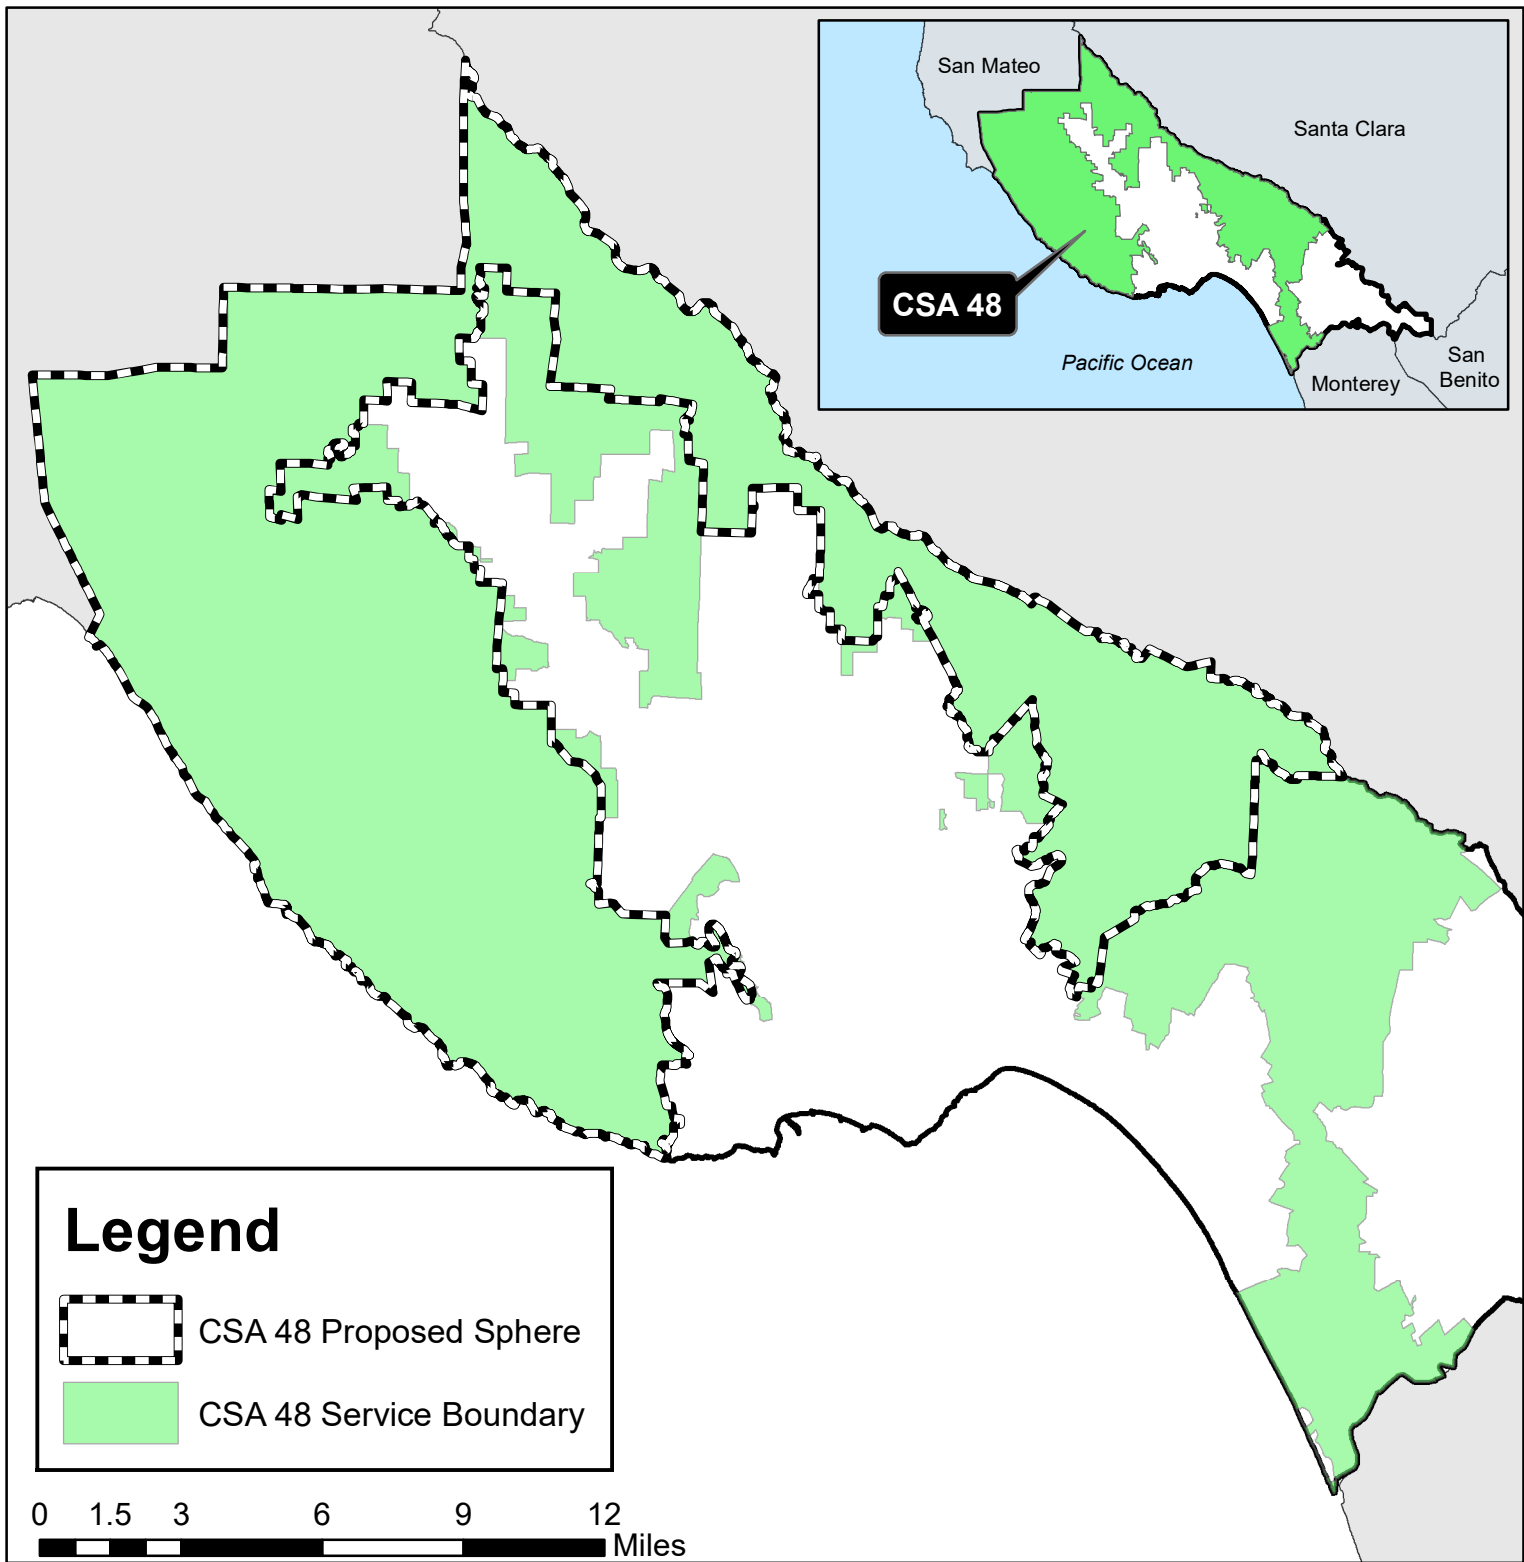 San Mateo
Santa Clara
CSA 48
Pacific Ocean
San
Benito
Monterey
Legend
CSA 48 Proposed Sphere
CSA 48 Service Boundary
0 1.5 3 6 9 12
Miles